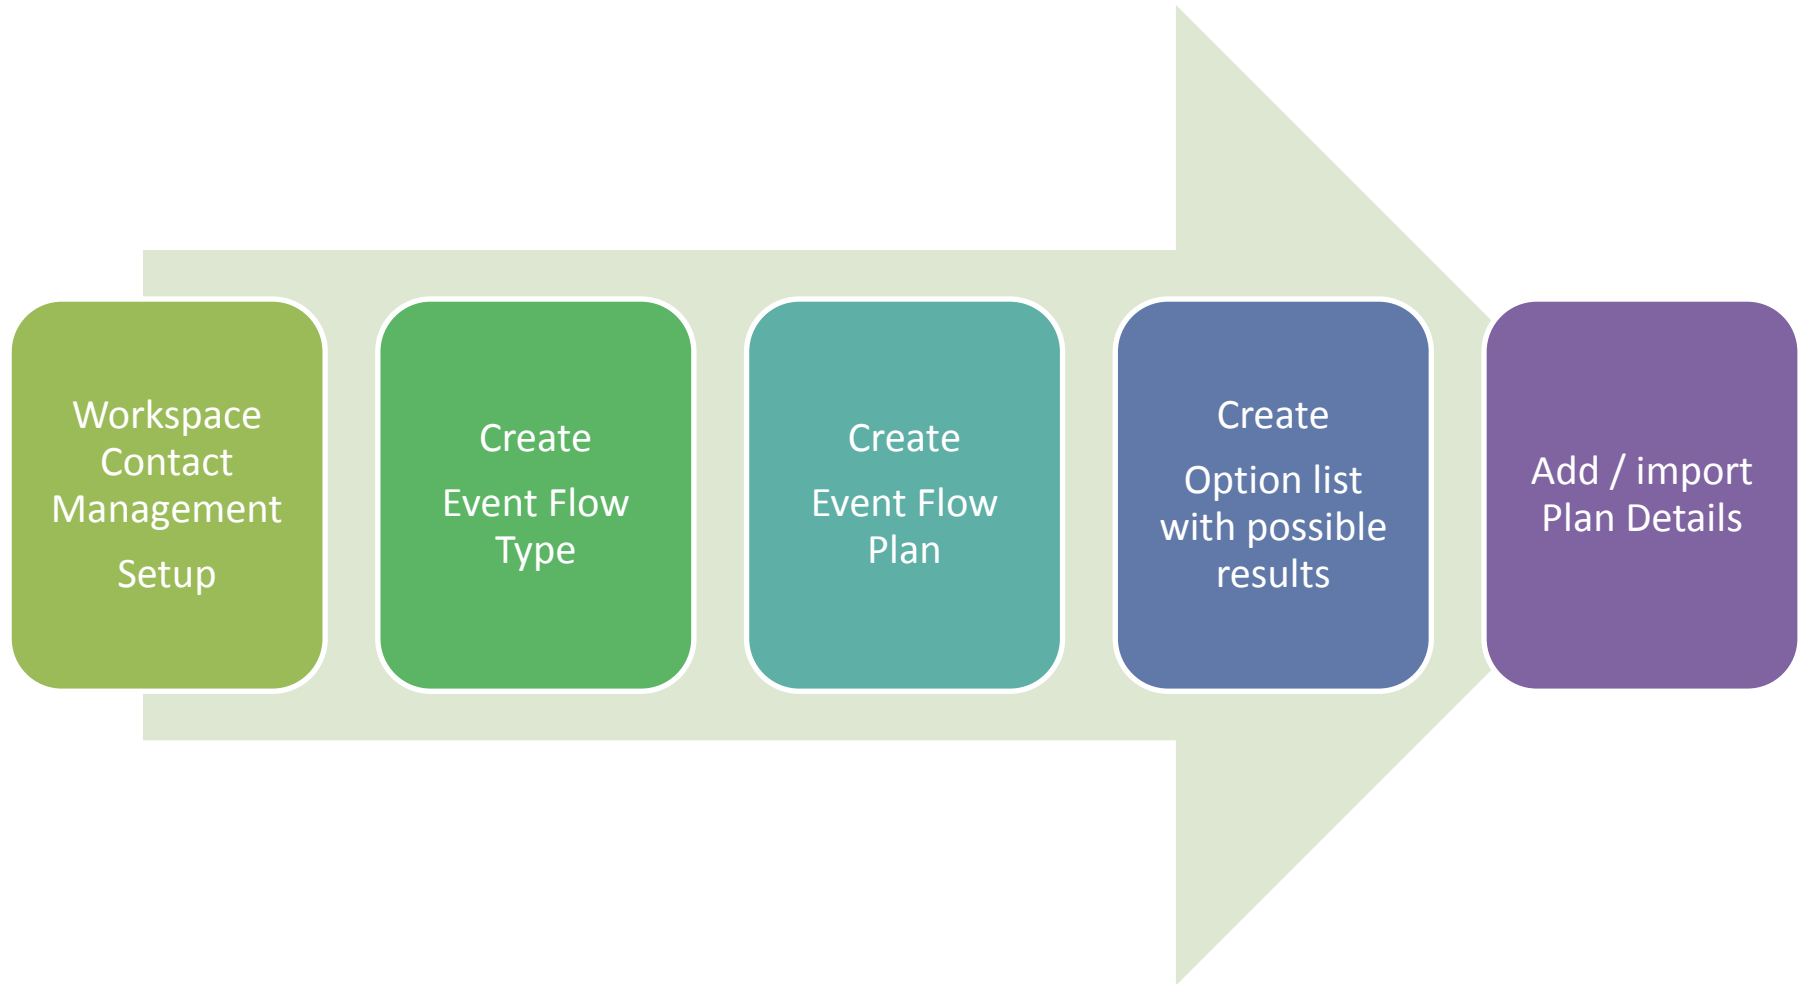 Workspace
Contact
Management
Setup
Create
Event Flow
Type
Create
Event Flow
Plan
Create
Option list
with possible
results
Add / import
Plan Details